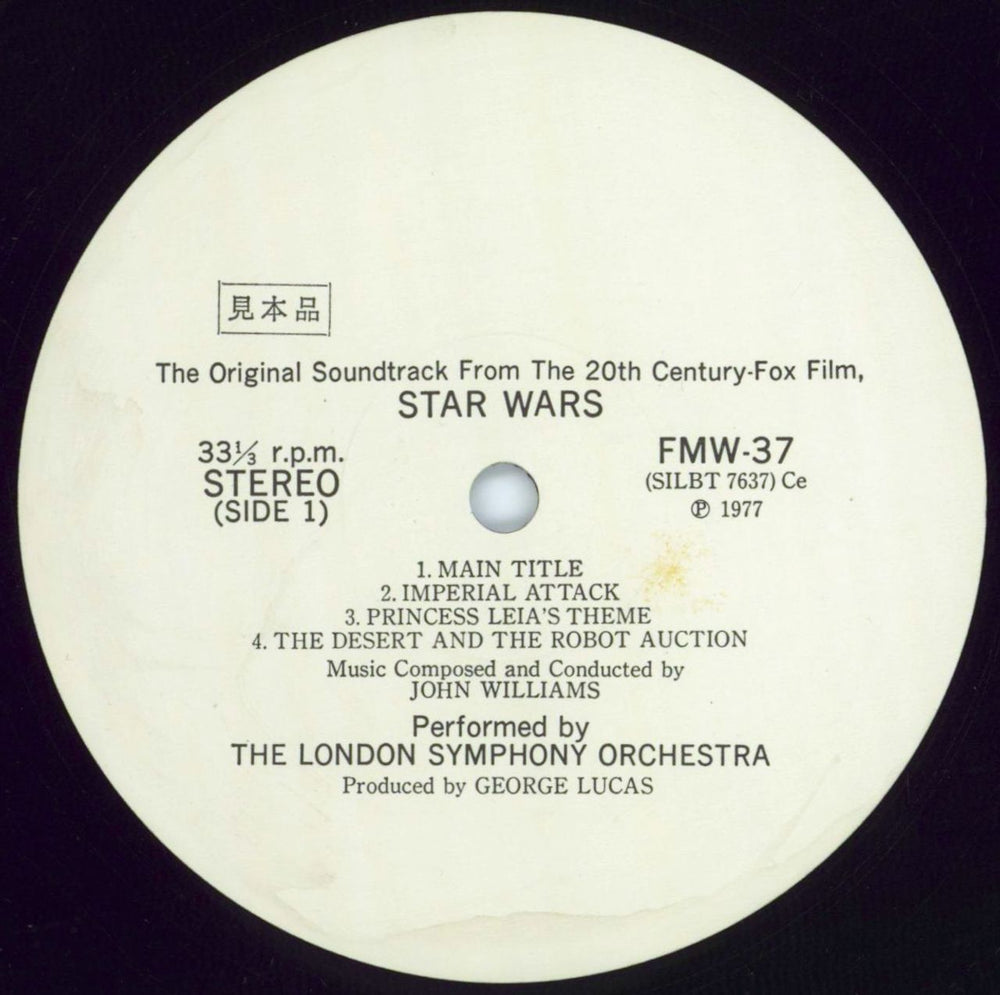 見本品
The Original Soundtrack From The 20th Century-Fox Film,
STAR WARS
33⅓ r.p.m.
STEREO
(SIDE 1)
FMW-37
(SILBT 7637) Ce
℗ 1977
1. MAIN TITLE
2. IMPERIAL ATTACK
3. PRINCESS LEIA'S THEME
4. THE DESERT AND THE ROBOT AUCTION
Music Composed and Conducted by
JOHN WILLIAMS
Performed by
THE LONDON SYMPHONY ORCHESTRA
Produced by GEORGE LUCAS